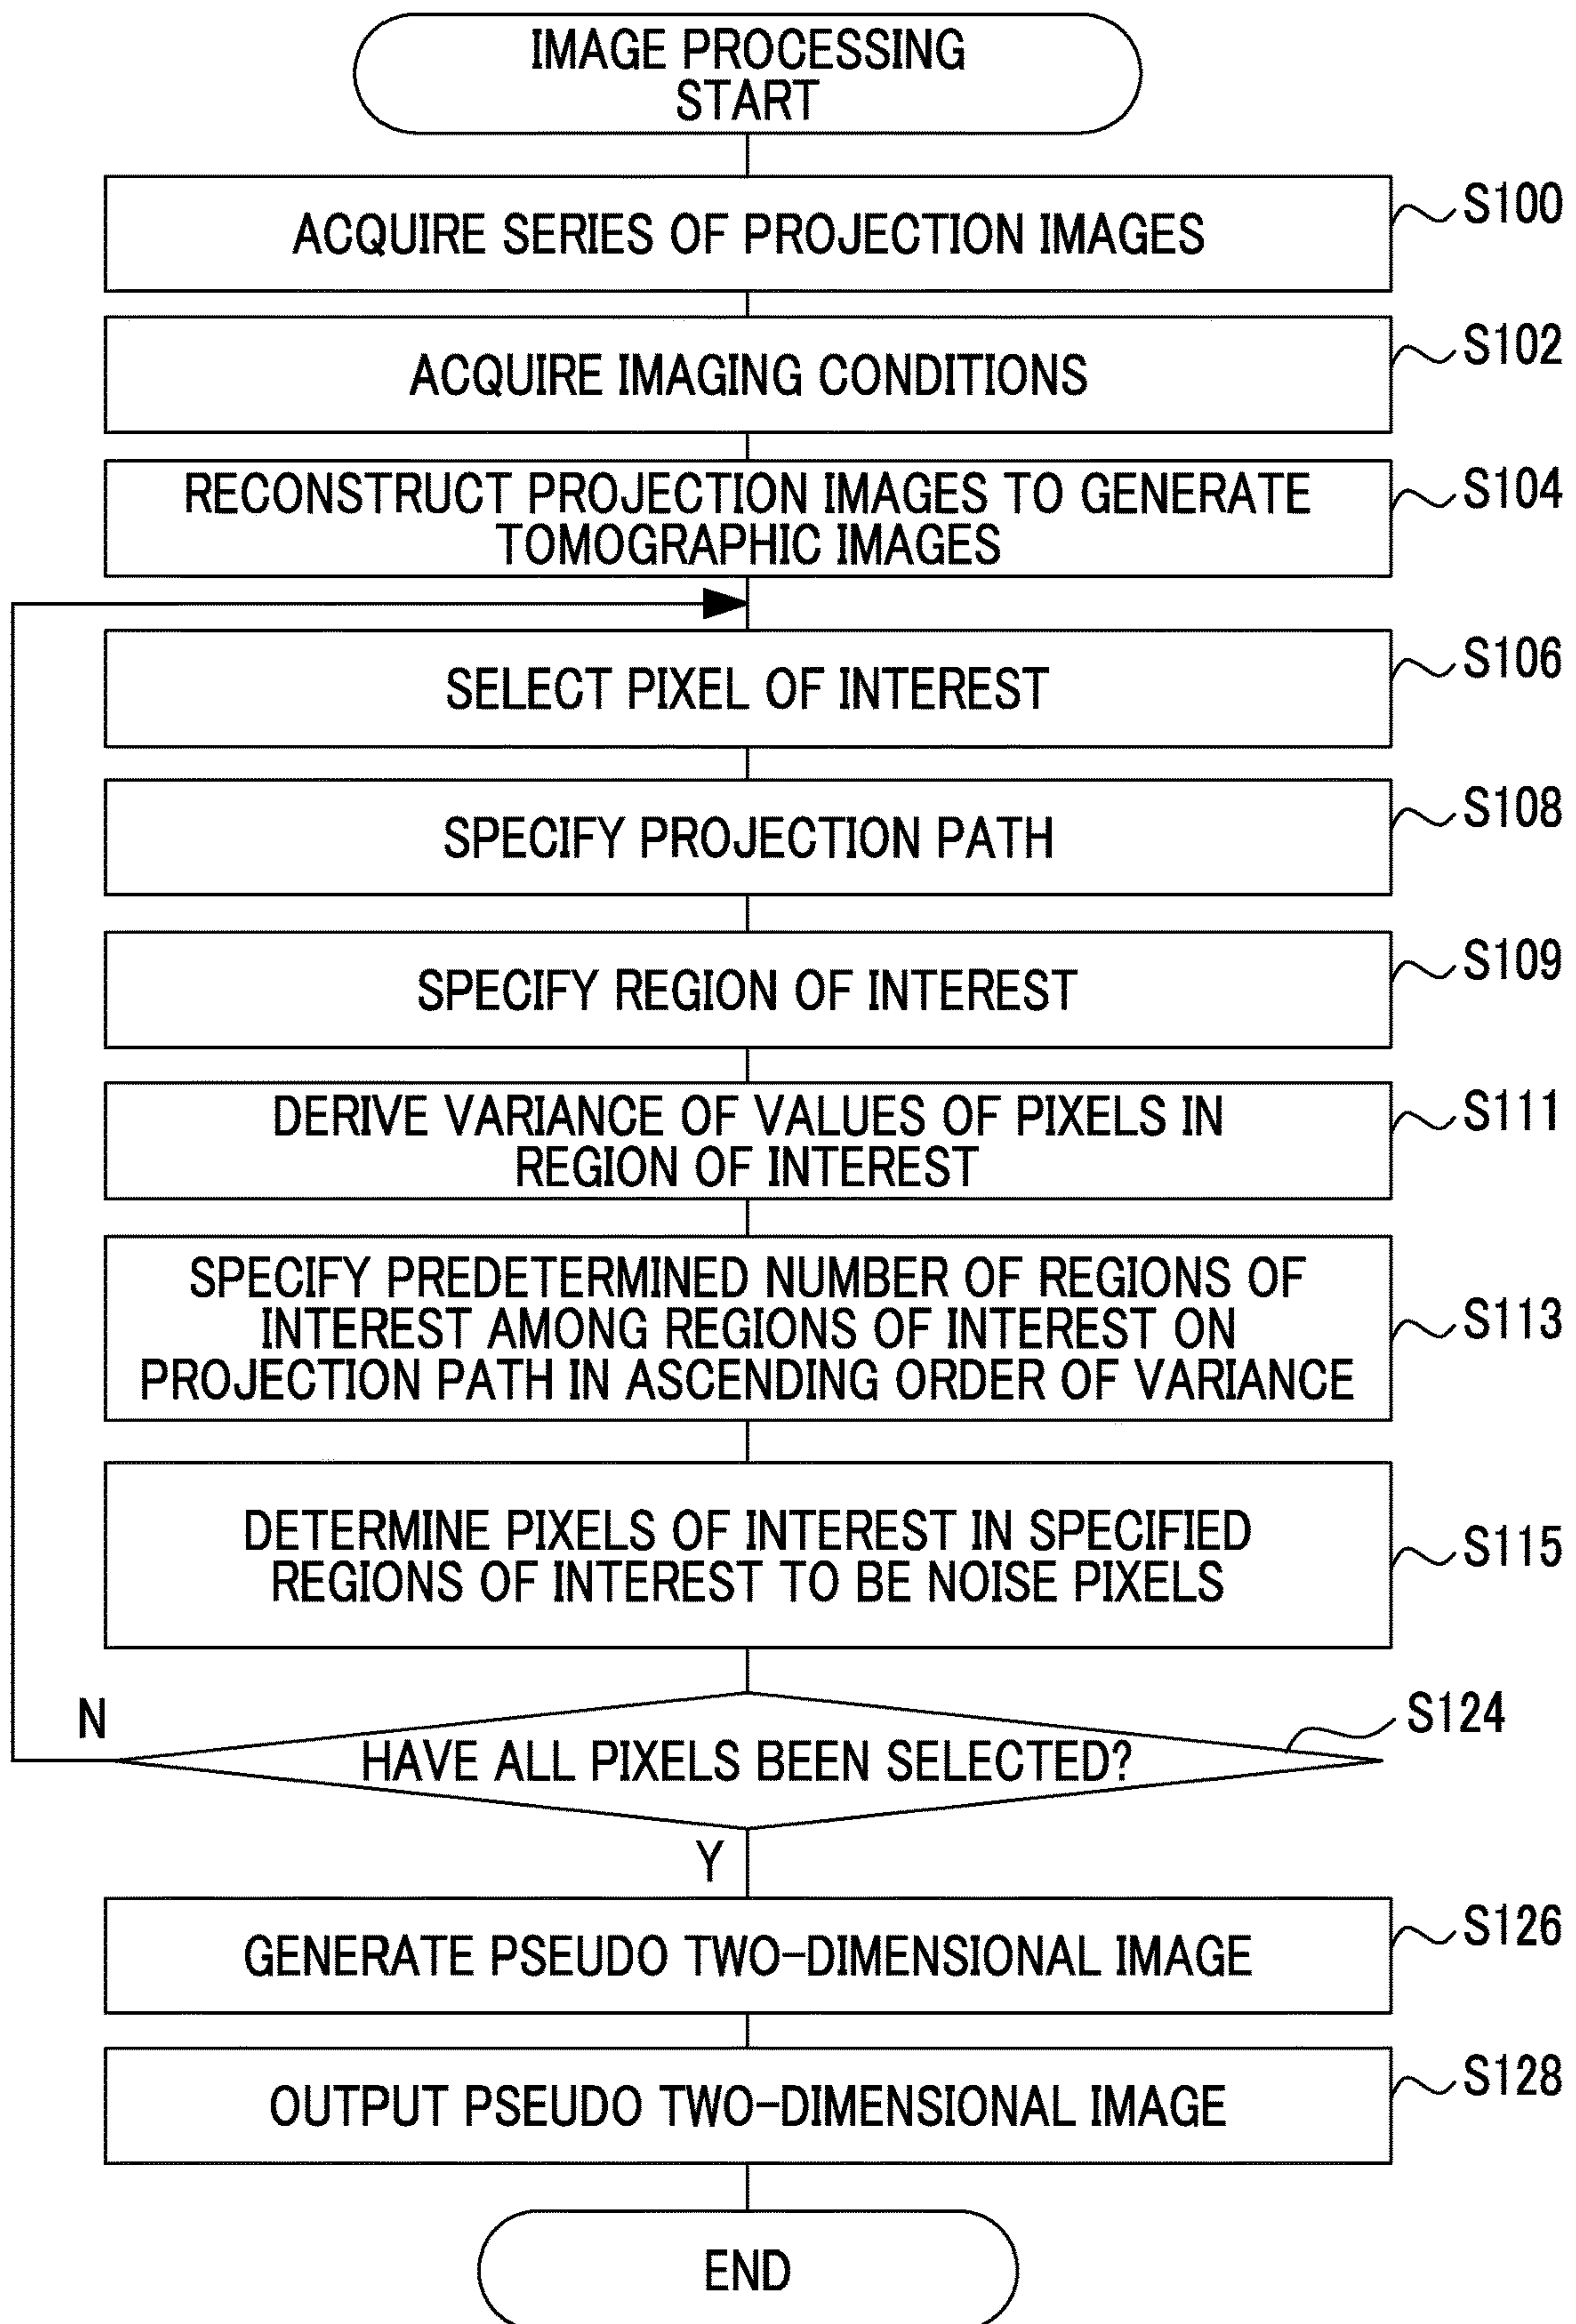 IMAGE PROCESSING
START
ACQUIRE SERIES OF PROJECTION IMAGES
S100
ACQUIRE IMAGING CONDITIONS
S102
RECONSTRUCT PROJECTION IMAGES TO GENERATE
TOMOGRAPHIC IMAGES
S104
SELECT PIXEL OF INTEREST
S106
SPECIFY PROJECTION PATH
S108
SPECIFY REGION OF INTEREST
S109
DERIVE VARIANCE OF VALUES OF PIXELS IN
REGION OF INTEREST
S111
SPECIFY PREDETERMINED NUMBER OF REGIONS OF
INTEREST AMONG REGIONS OF INTEREST ON
PROJECTION PATH IN ASCENDING ORDER OF VARIANCE
S113
DETERMINE PIXELS OF INTEREST IN SPECIFIED
REGIONS OF INTEREST TO BE NOISE PIXELS
S115
N
HAVE ALL PIXELS BEEN SELECTED?
S124
Y
GENERATE PSEUDO TWO-DIMENSIONAL IMAGE
S126
OUTPUT PSEUDO TWO-DIMENSIONAL IMAGE
S128
END